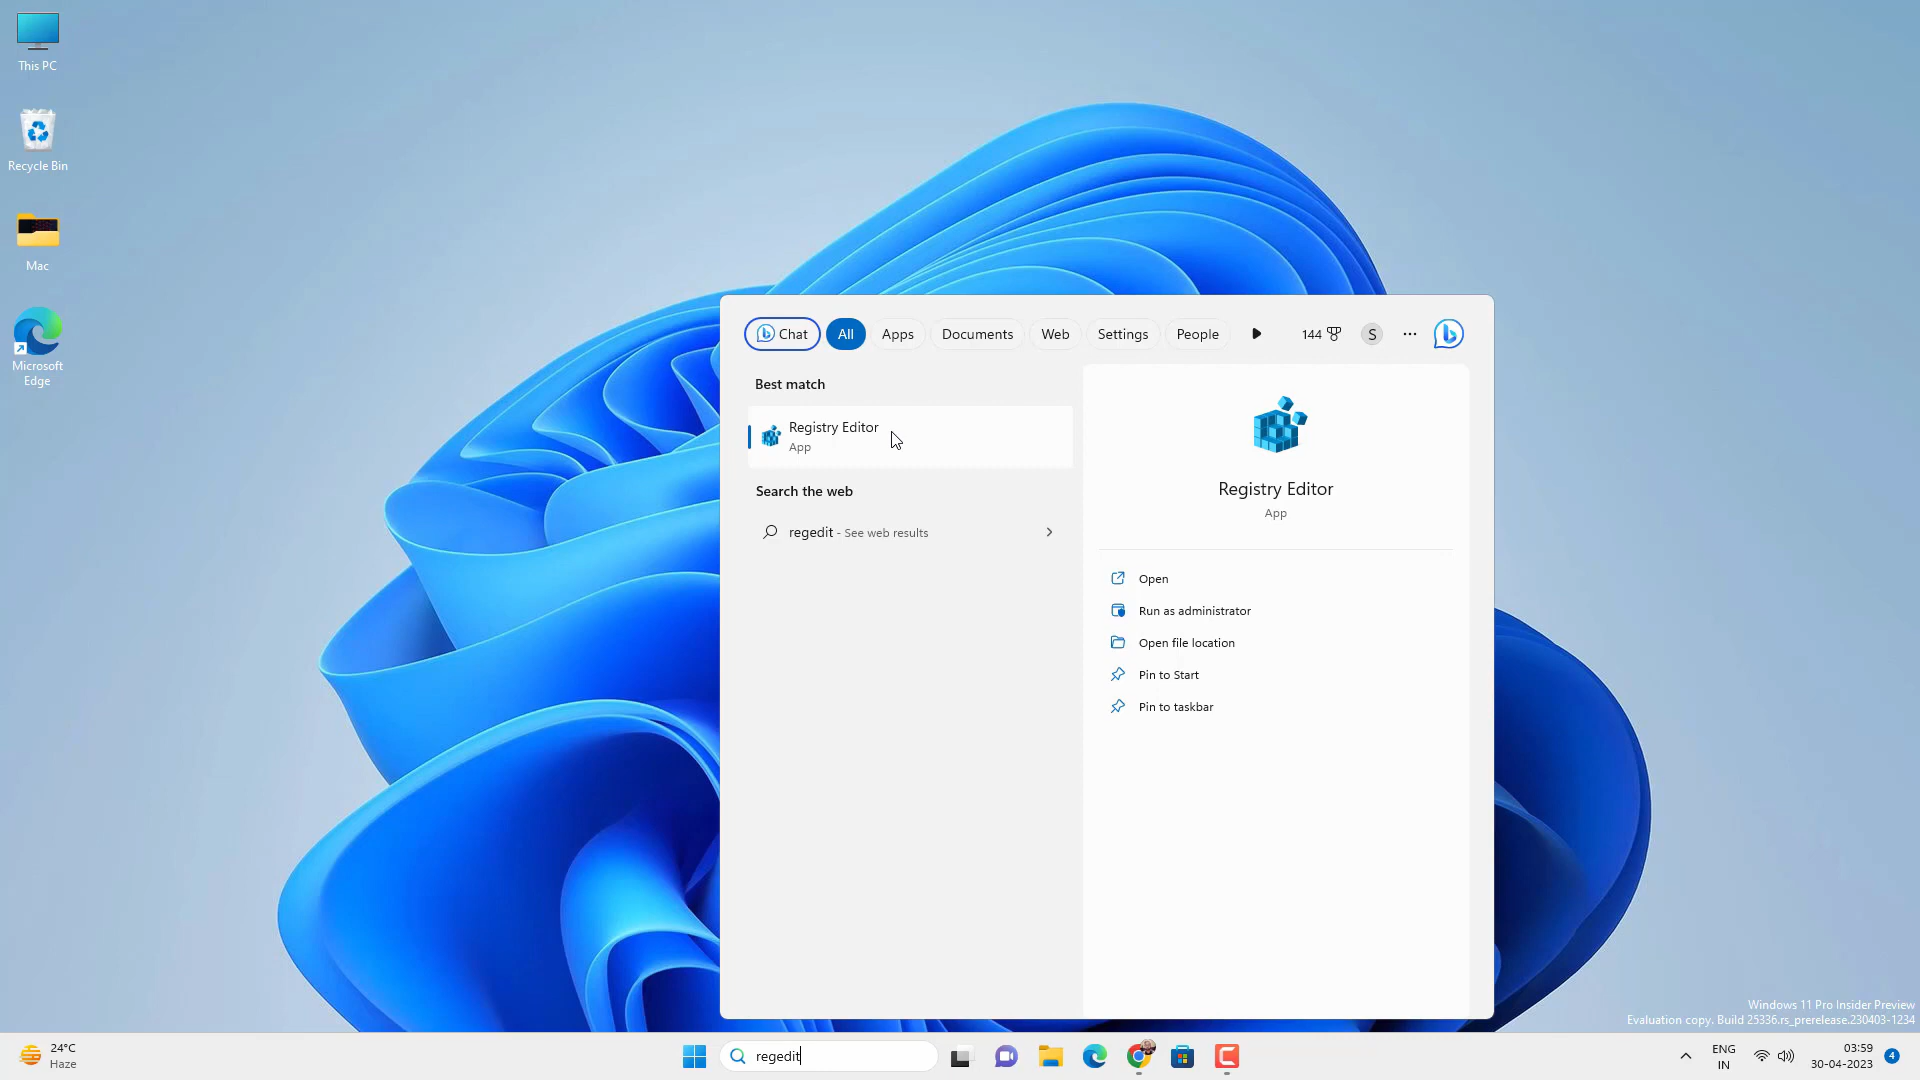 This PC
Recycle Bin
Mac
Microsoft
Edge
Chat All Apps Documents Web Settings People 144 S
Best match
Registry Editor
App
Search the web
regedit - See web results
Registry Editor
App
Open
Run as administrator
Open file location
Pin to Start
Pin to taskbar
Windows 11 Pro Insider Preview
Evaluation copy. Build 25336.rs_prerelease.230403-1234
24°C
Haze
regedit
ENG
IN
03:59
30-04-2023
4